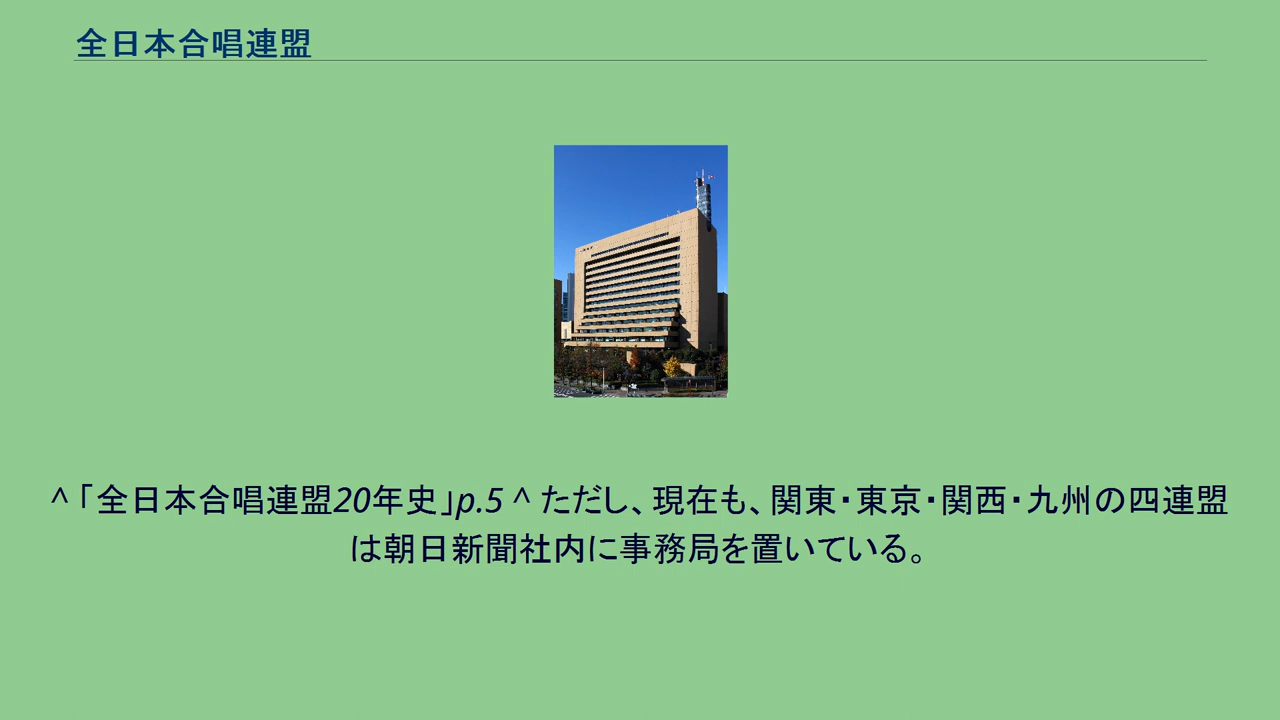 全日本合唱連盟
^ 「全日本合唱連盟20年史」p.5 ^ ただし、現在も、関東・東京・関西・九州の四連盟
は朝日新聞社内に事務局を置いている。